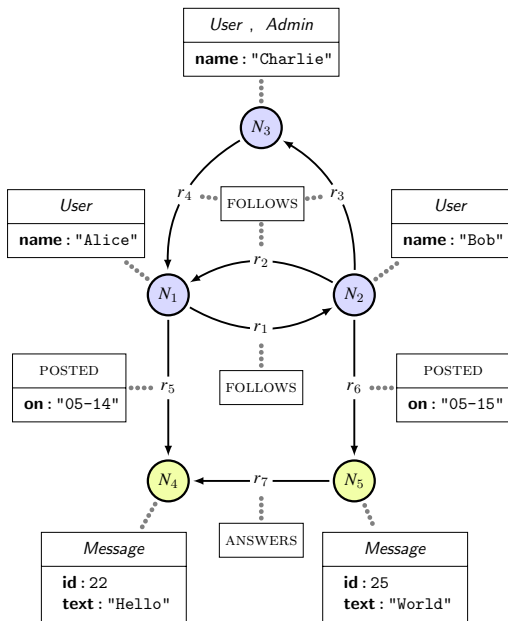 User , Admin
name : "Charlie"
N3
r4
FOLLOWS
r3
User
name : "Alice"
User
name : "Bob"
r2
N1
N2
r1
POSTED
on : "05-14"
r5
FOLLOWS
r6
POSTED
on : "05-15"
N4
r7
N5
ANSWERS
Message
id : 22
text : "Hello"
Message
id : 25
text : "World"